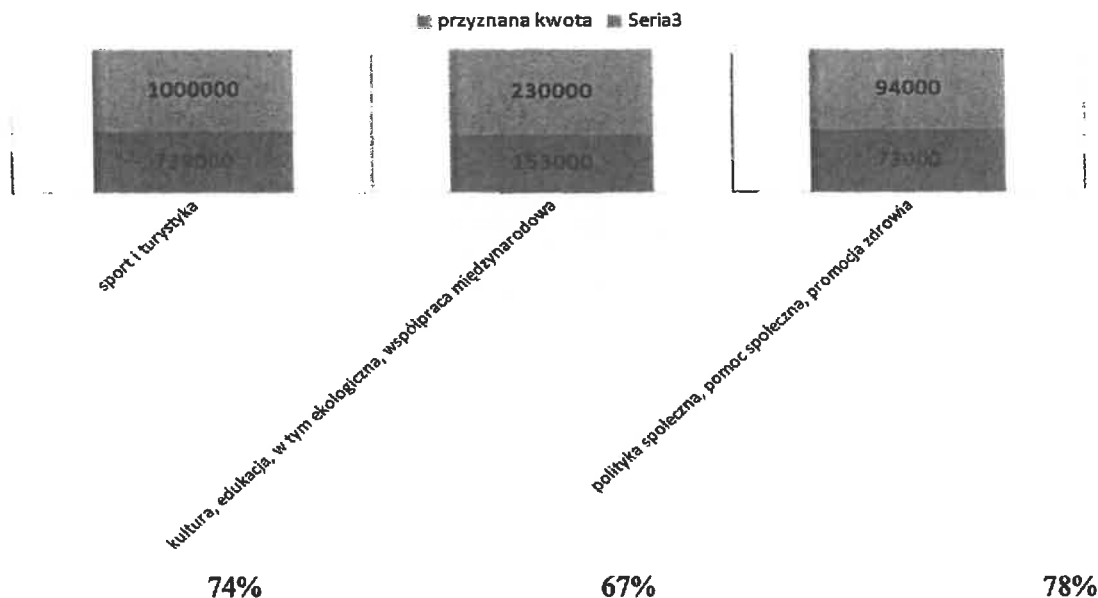 przyznana kwota Seria3
1000000 230000 94000
153000 73000
sport i turystyka
kultura, edukacja, w tym ekologiczna, współpraca międzynarodowa
polityka społeczna, pomoc społeczna, promocja zdrowia
74% 67% 78%